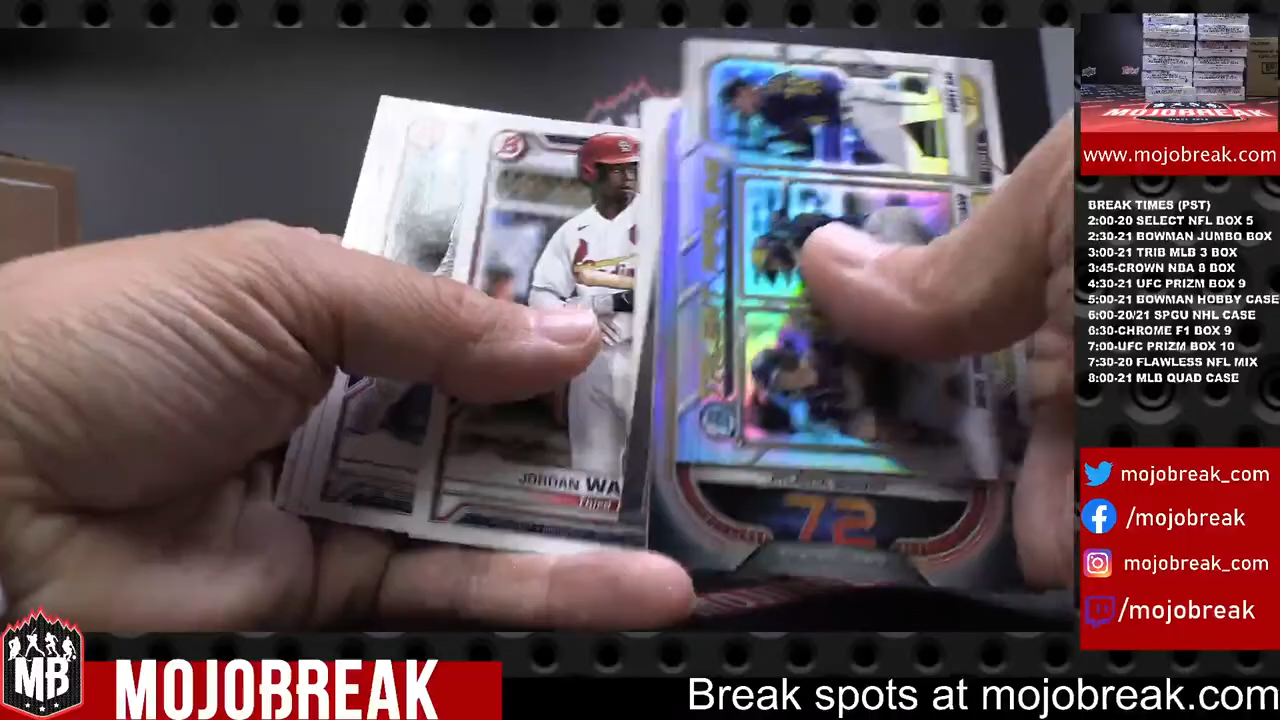 MOJOBREAK
www.mojobreak.com
BREAK TIMES (PST)
2:00-20 SELECT NFL BOX 5
2:30-21 BOWMAN JUMBO BOX
3:00-21 TRIB MLB 3 BOX
3:45-CROWN NBA 8 BOX
4:30-21 UFC PRIZM BOX 9
5:00-21 BOWMAN HOBBY CASE
6:00-20/21 SPGU NHL CASE
6:30-CHROME F1 BOX 9
7:00-UFC PRIZM BOX 10
7:30-20 FLAWLESS NFL MIX
8:00-21 MLB QUAD CASE
mojobreak_com
/mojobreak
mojobreak_com
/mojobreak
JORDAN WA
THIRD
72
MB
MOJOBREAK
Break spots at mojobreak.com